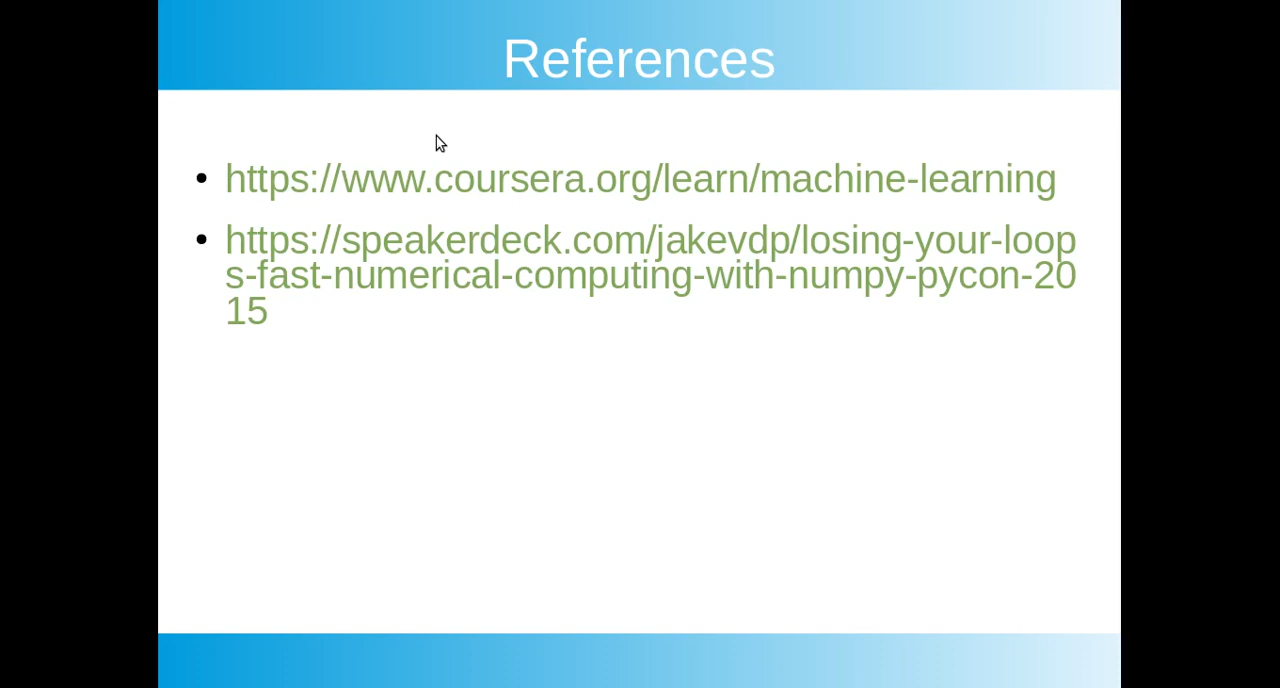 References
• https://www.coursera.org/learn/machine-learning
• https://speakerdeck.com/jakevdp/losing-your-loop
s-fast-numerical-computing-with-numpy-pycon-20
15